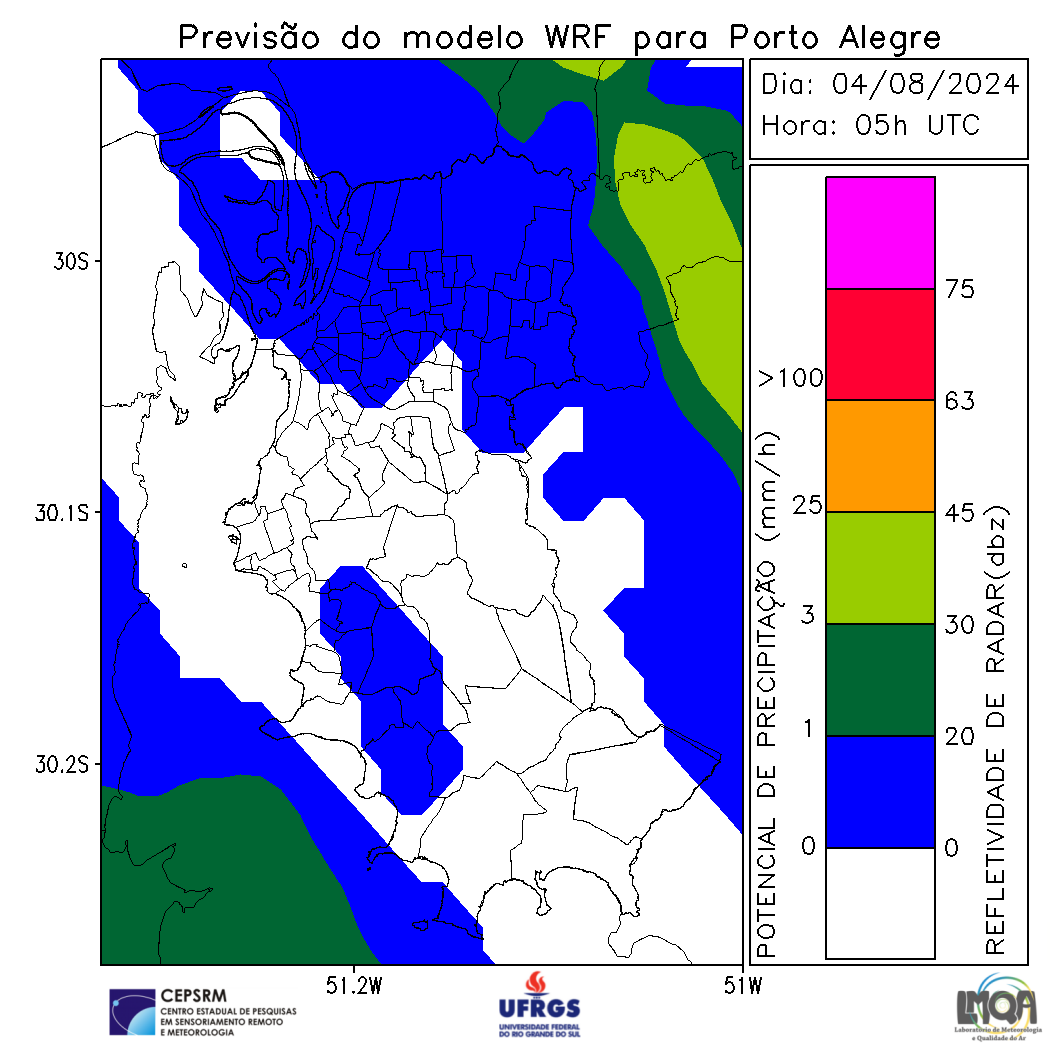 Previsão do modelo WRF para Porto Alegre
Dia: 04/08/2024
Hora: 05h UTC
30S
30.1S
30.2S
51.2W
51W
POTENCIAL DE PRECIPITAÇÃO (mm/h)
>100
25
3
1
0
75
63
45
30
20
0
REFLETIVIDADE DE RADAR(dbz)
CEPSRM
CENTRO ESTADUAL DE PESQUISAS
EM SENSORIAMENTO REMOTO
E METEOROLOGIA
UFRGS
UNIVERSIDADE FEDERAL
DO RIO GRANDE DO SUL
LMQA
Laboratório de Meteorologia
e Qualidade do Ar